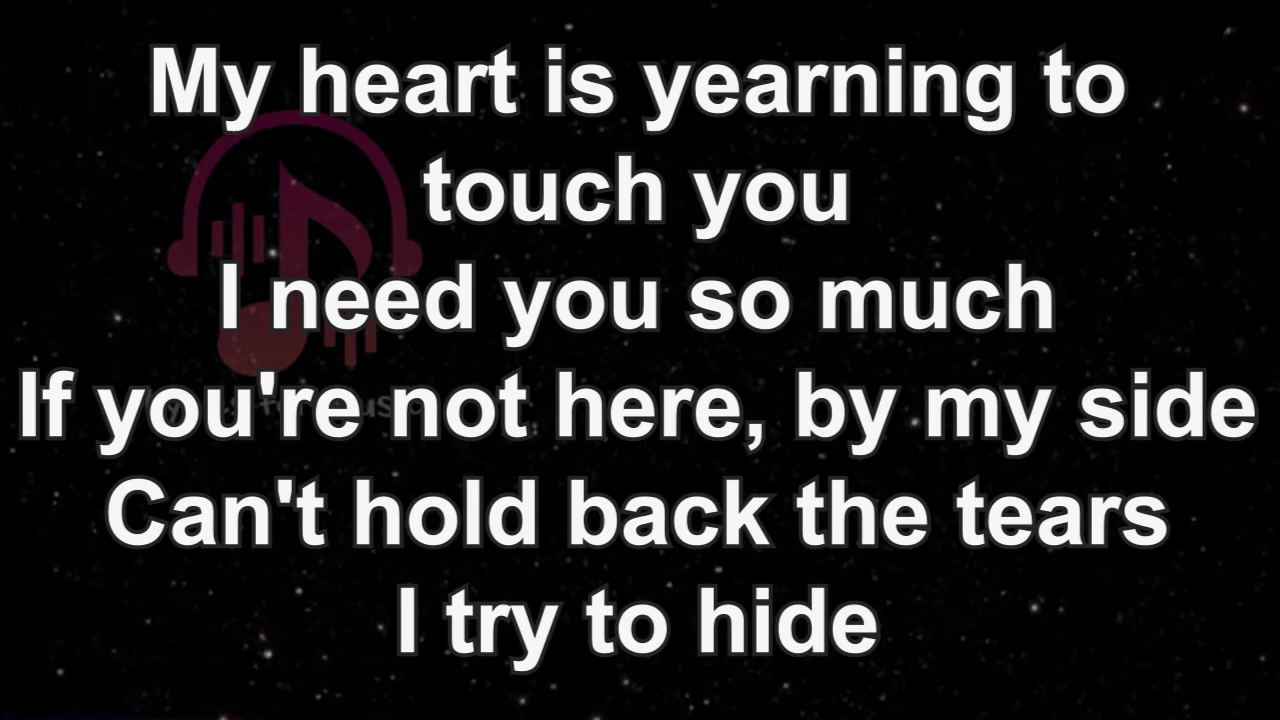 My heart is yearning to
touch you
I need you so much
If you're not here, by my side
Can't hold back the tears
I try to hide